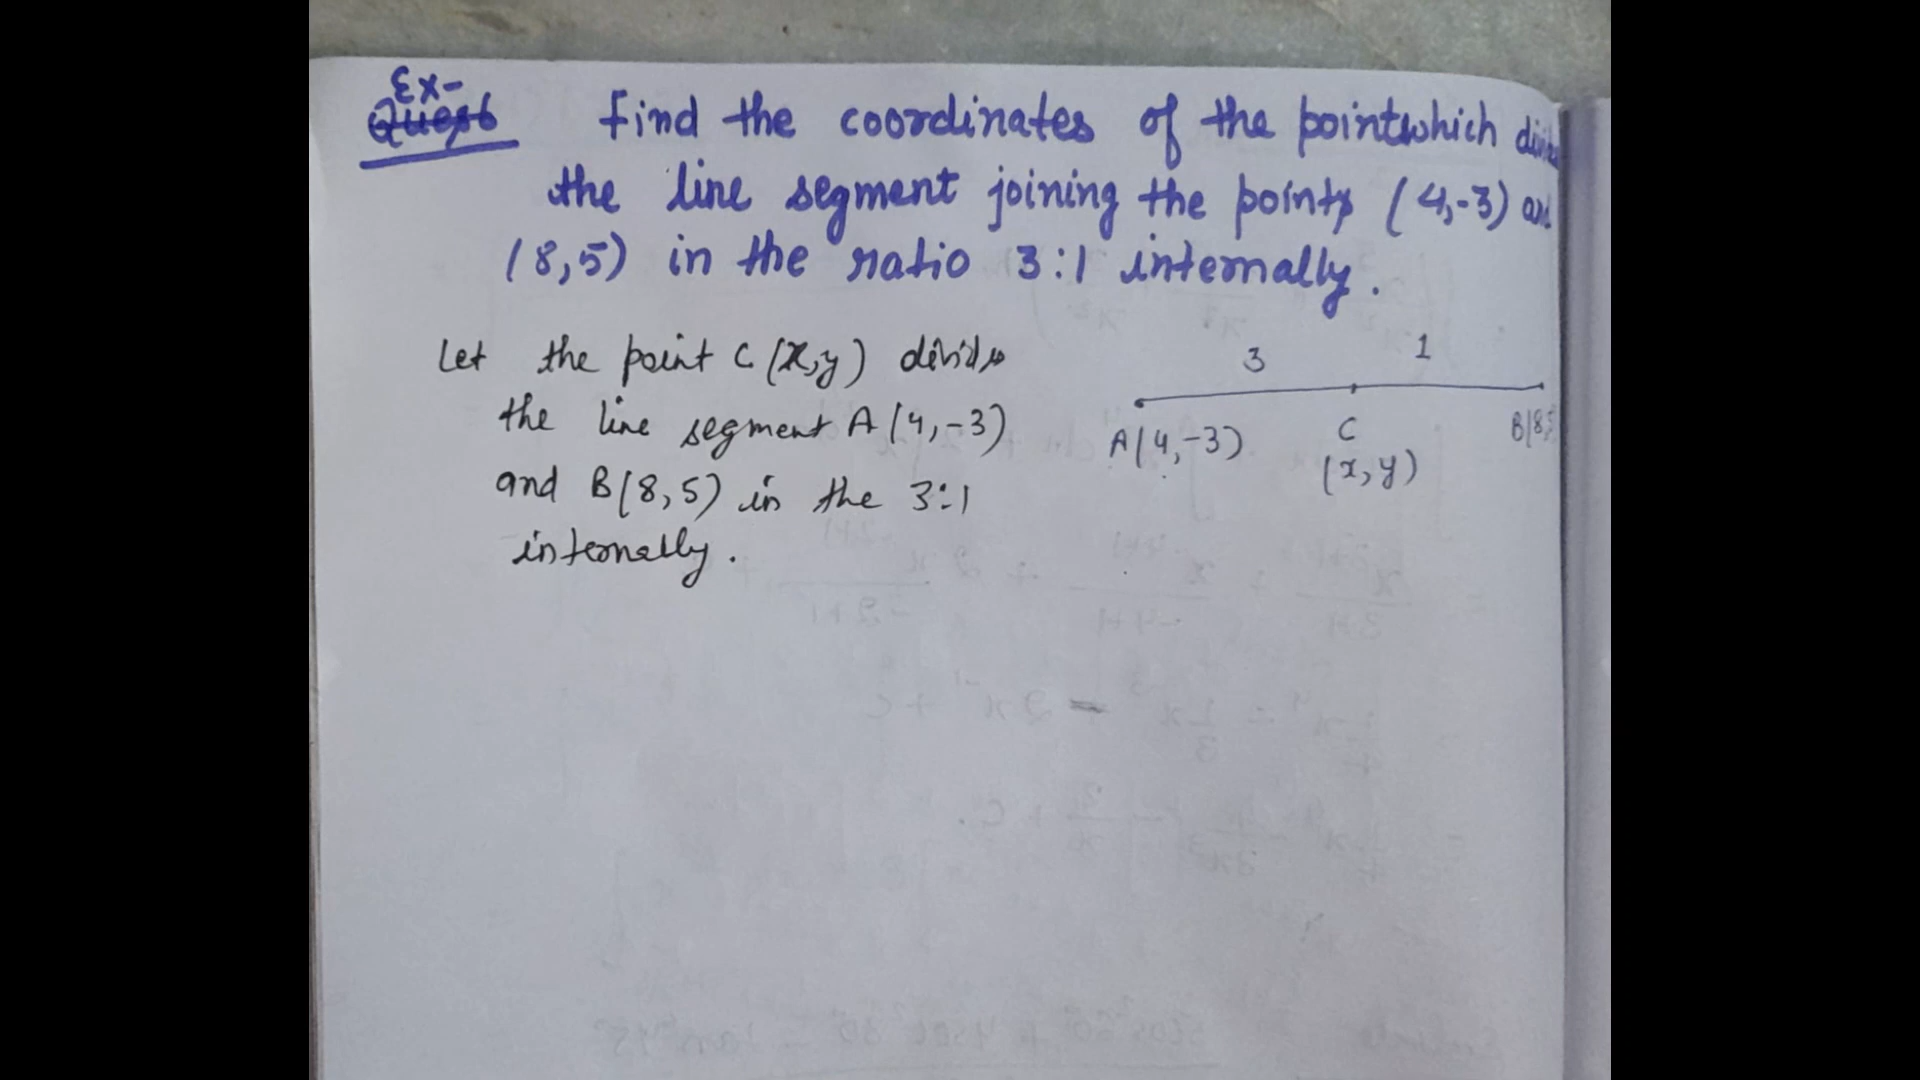 Ex-
Find the coordinates of the point which
the line segment joining the points (4,-3)
(8,5) in the ratio 3:1 internally.
Let the point C (x,y) divides
the line segment A(4,-3)
and B(8,5) in the 3:1
internally.
3 1
A(4,-3) C B(8,5
(x,y)